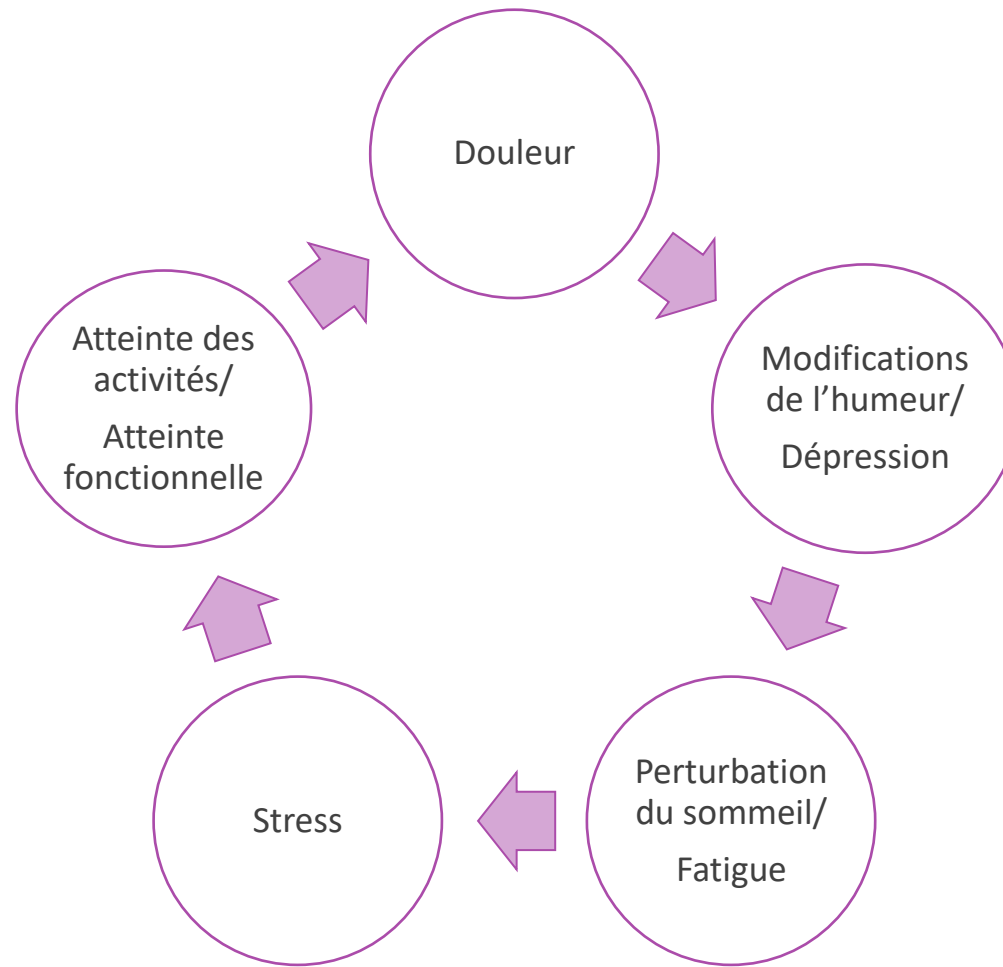 Douleur
Modifications
de l’humeur/
Dépression
Perturbation
du sommeil/
Fatigue
Stress
Atteinte des
activités/
Atteinte
fonctionnelle